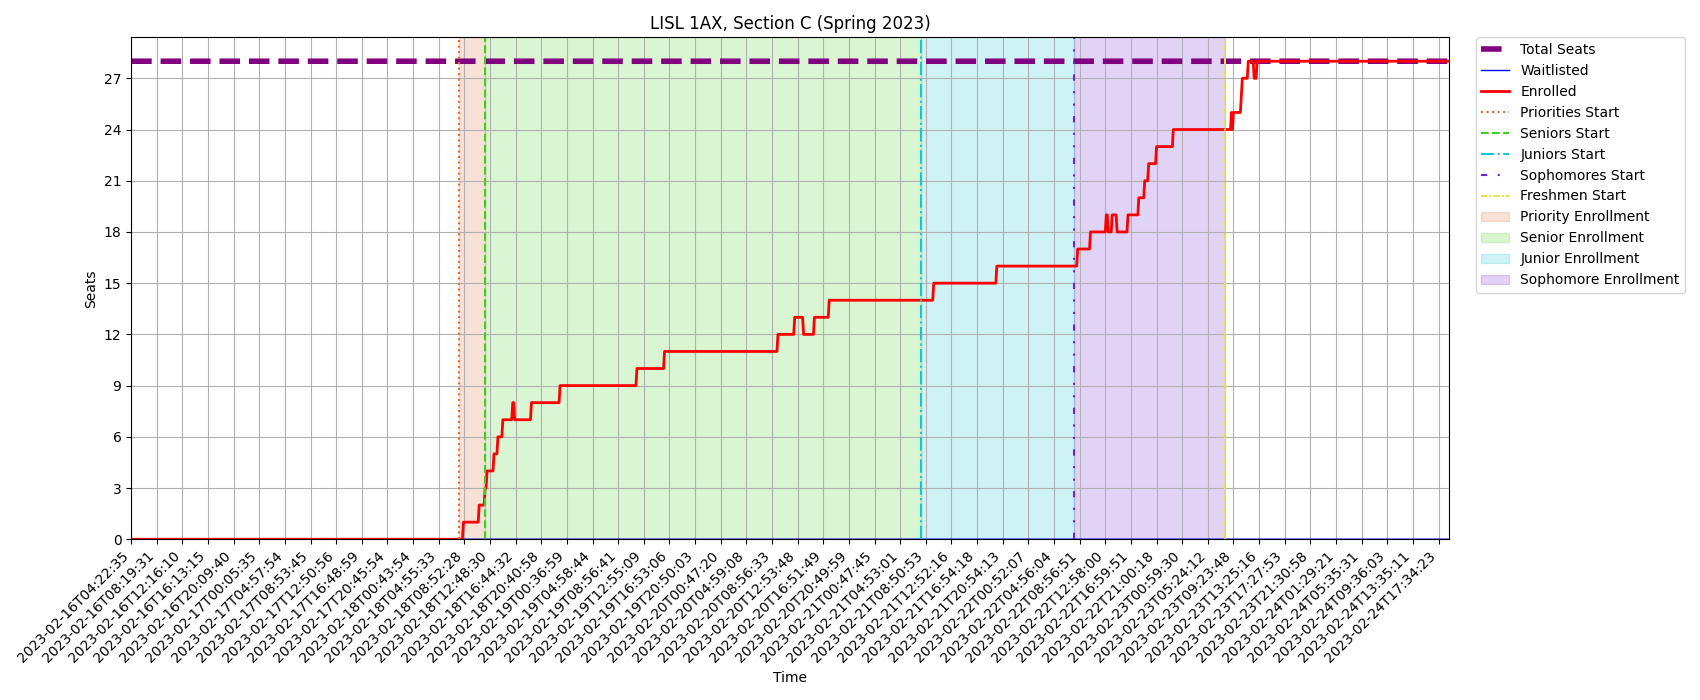 LISL 1AX, Section C (Spring 2023)
Seats
27
24
21
18
15
12
9
6
3
0
2023-02-16T04:22:35
2023-02-16T08:19:31
2023-02-16T12:16:10
2023-02-16T16:13:15
2023-02-16T20:09:40
2023-02-17T00:05:35
2023-02-17T04:57:54
2023-02-17T08:53:45
2023-02-17T12:50:56
2023-02-17T16:48:59
2023-02-17T20:45:54
2023-02-18T00:43:54
2023-02-18T04:55:33
2023-02-18T08:52:28
2023-02-18T12:48:30
2023-02-18T16:44:32
2023-02-18T20:40:58
2023-02-19T00:36:59
2023-02-19T04:58:44
2023-02-19T08:56:41
2023-02-19T12:55:09
2023-02-19T16:53:06
2023-02-19T20:50:03
2023-02-20T00:47:20
2023-02-20T04:59:08
2023-02-20T08:56:33
2023-02-20T12:53:48
2023-02-20T16:51:49
2023-02-20T20:49:59
2023-02-21T00:47:45
2023-02-21T04:53:01
2023-02-21T08:50:53
2023-02-21T12:52:16
2023-02-21T16:54:18
2023-02-21T20:54:13
2023-02-22T00:52:07
2023-02-22T04:56:04
2023-02-22T08:56:51
2023-02-22T12:58:00
2023-02-22T16:59:51
2023-02-22T21:00:18
2023-02-23T00:59:30
2023-02-23T05:24:12
2023-02-23T09:23:48
2023-02-23T13:25:16
2023-02-23T17:27:53
2023-02-23T21:30:58
2023-02-24T01:29:21
2023-02-24T05:35:31
2023-02-24T09:36:03
2023-02-24T13:35:11
2023-02-24T17:34:23
Time
Total Seats
Waitlisted
Enrolled
Priorities Start
Seniors Start
Juniors Start
Sophomores Start
Freshmen Start
Priority Enrollment
Senior Enrollment
Junior Enrollment
Sophomore Enrollment